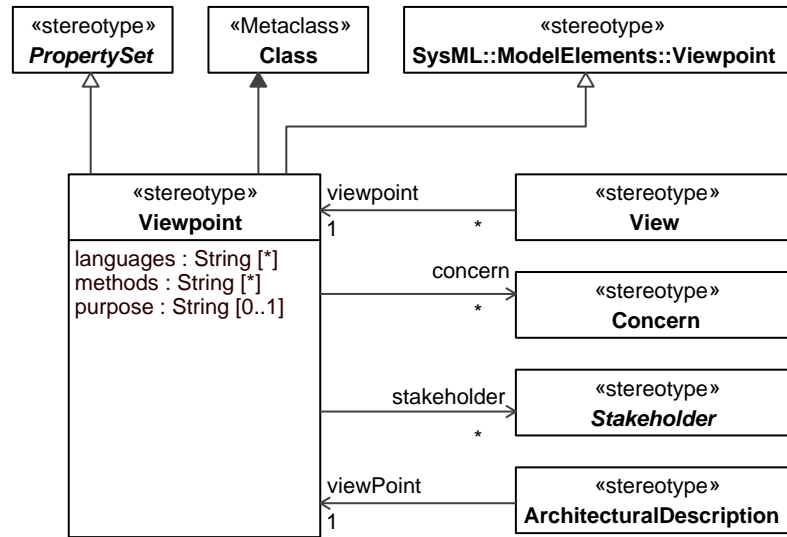 «stereotype»
PropertySet
«Metaclass»
Class
«stereotype»
SysML::ModelElements::Viewpoint
«stereotype»
Viewpoint
languages : String [*]
methods : String [*]
purpose : String [0..1]
viewpoint
1
*
«stereotype»
View
concern
*
«stereotype»
Concern
stakeholder
*
«stereotype»
Stakeholder
viewPoint
1
«stereotype»
ArchitecturalDescription